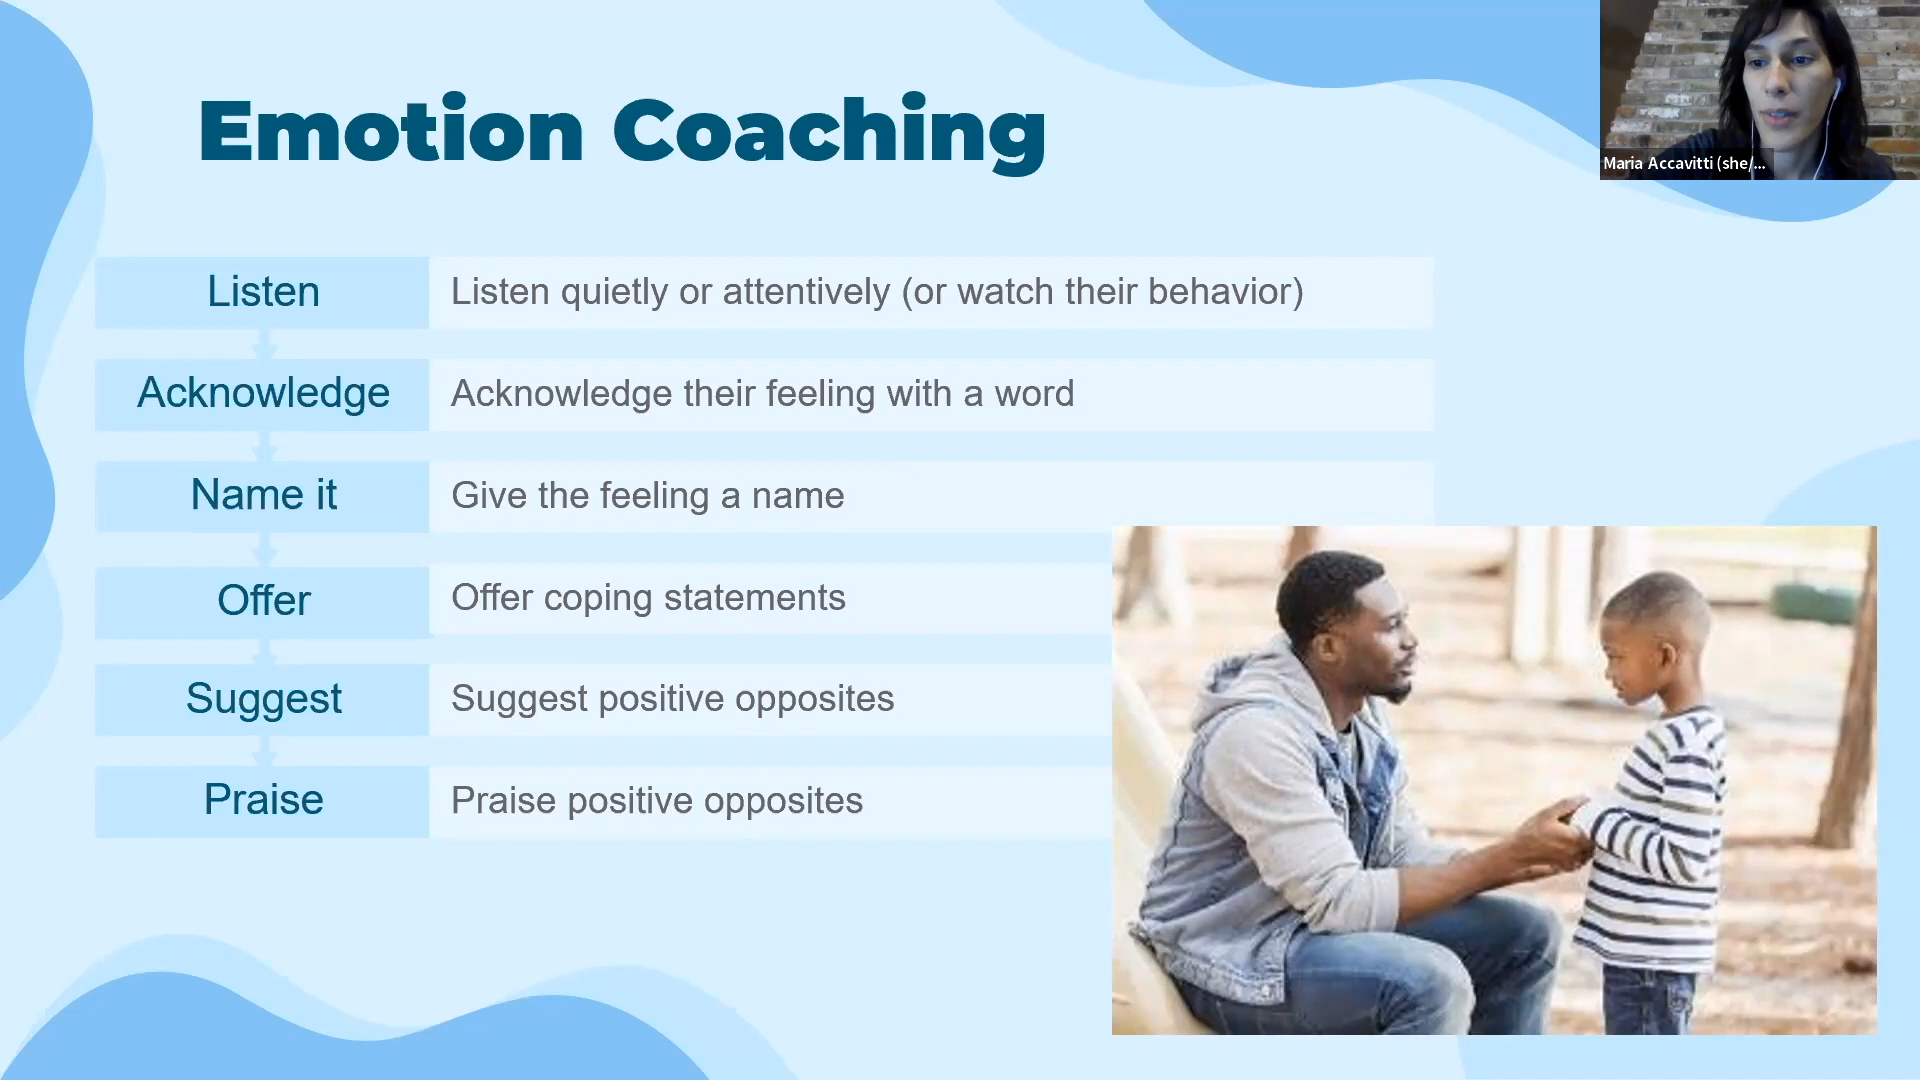 Emotion Coaching
Maria Accavitti (she/...
Listen
Listen quietly or attentively (or watch their behavior)
Acknowledge
Acknowledge their feeling with a word
Name it
Give the feeling a name
Offer
Offer coping statements
Suggest
Suggest positive opposites
Praise
Praise positive opposites